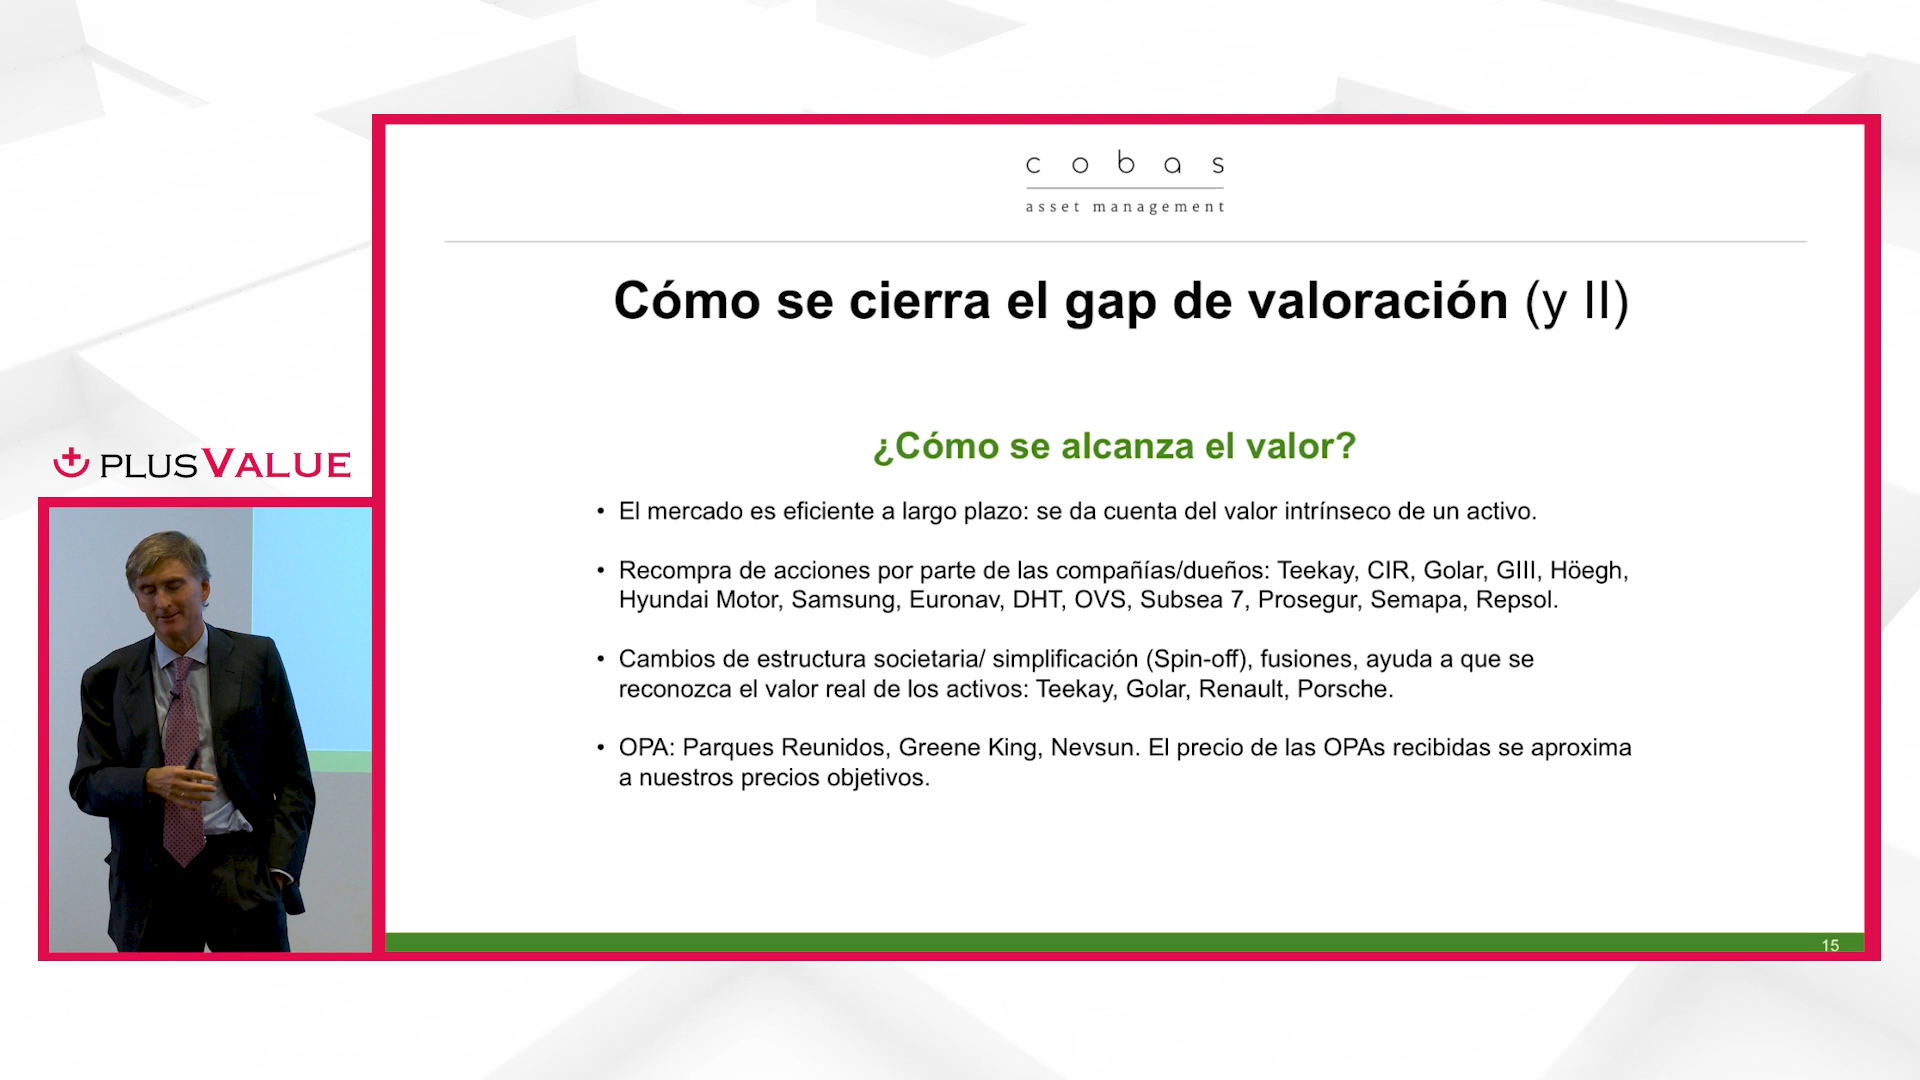 cobas
asset management
Cómo se cierra el gap de valoración (y II)
PLUSVALUE
¿Cómo se alcanza el valor?
• El mercado es eficiente a largo plazo: se da cuenta del valor intrínseco de un activo.
• Recompra de acciones por parte de las compañías/dueños: Teekay, CIR, Golar, GIII, Höegh,
Hyundai Motor, Samsung, Euronav, DHT, OVS, Subsea 7, Prosegur, Semapa, Repsol.
• Cambios de estructura societaria/ simplificación (Spin-off), fusiones, ayuda a que se
reconozca el valor real de los activos: Teekay, Golar, Renault, Porsche.
• OPA: Parques Reunidos, Greene King, Nevsun. El precio de las OPAs recibidas se aproxima
a nuestros precios objetivos.
15